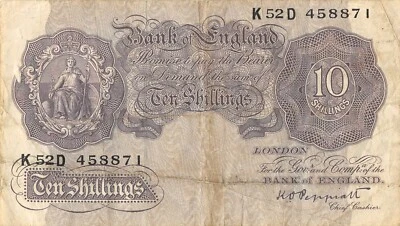 K52D 458871
Bank of England
Promise to pay the Bearer
on Demand the sum of
Ten Shillings
10
SHILLINGS
K52D 458871
LONDON
For the Govr and Compa of the
BANK OF ENGLAND.
Ten Shillings
K O Peppiatt
Chief Cashier.